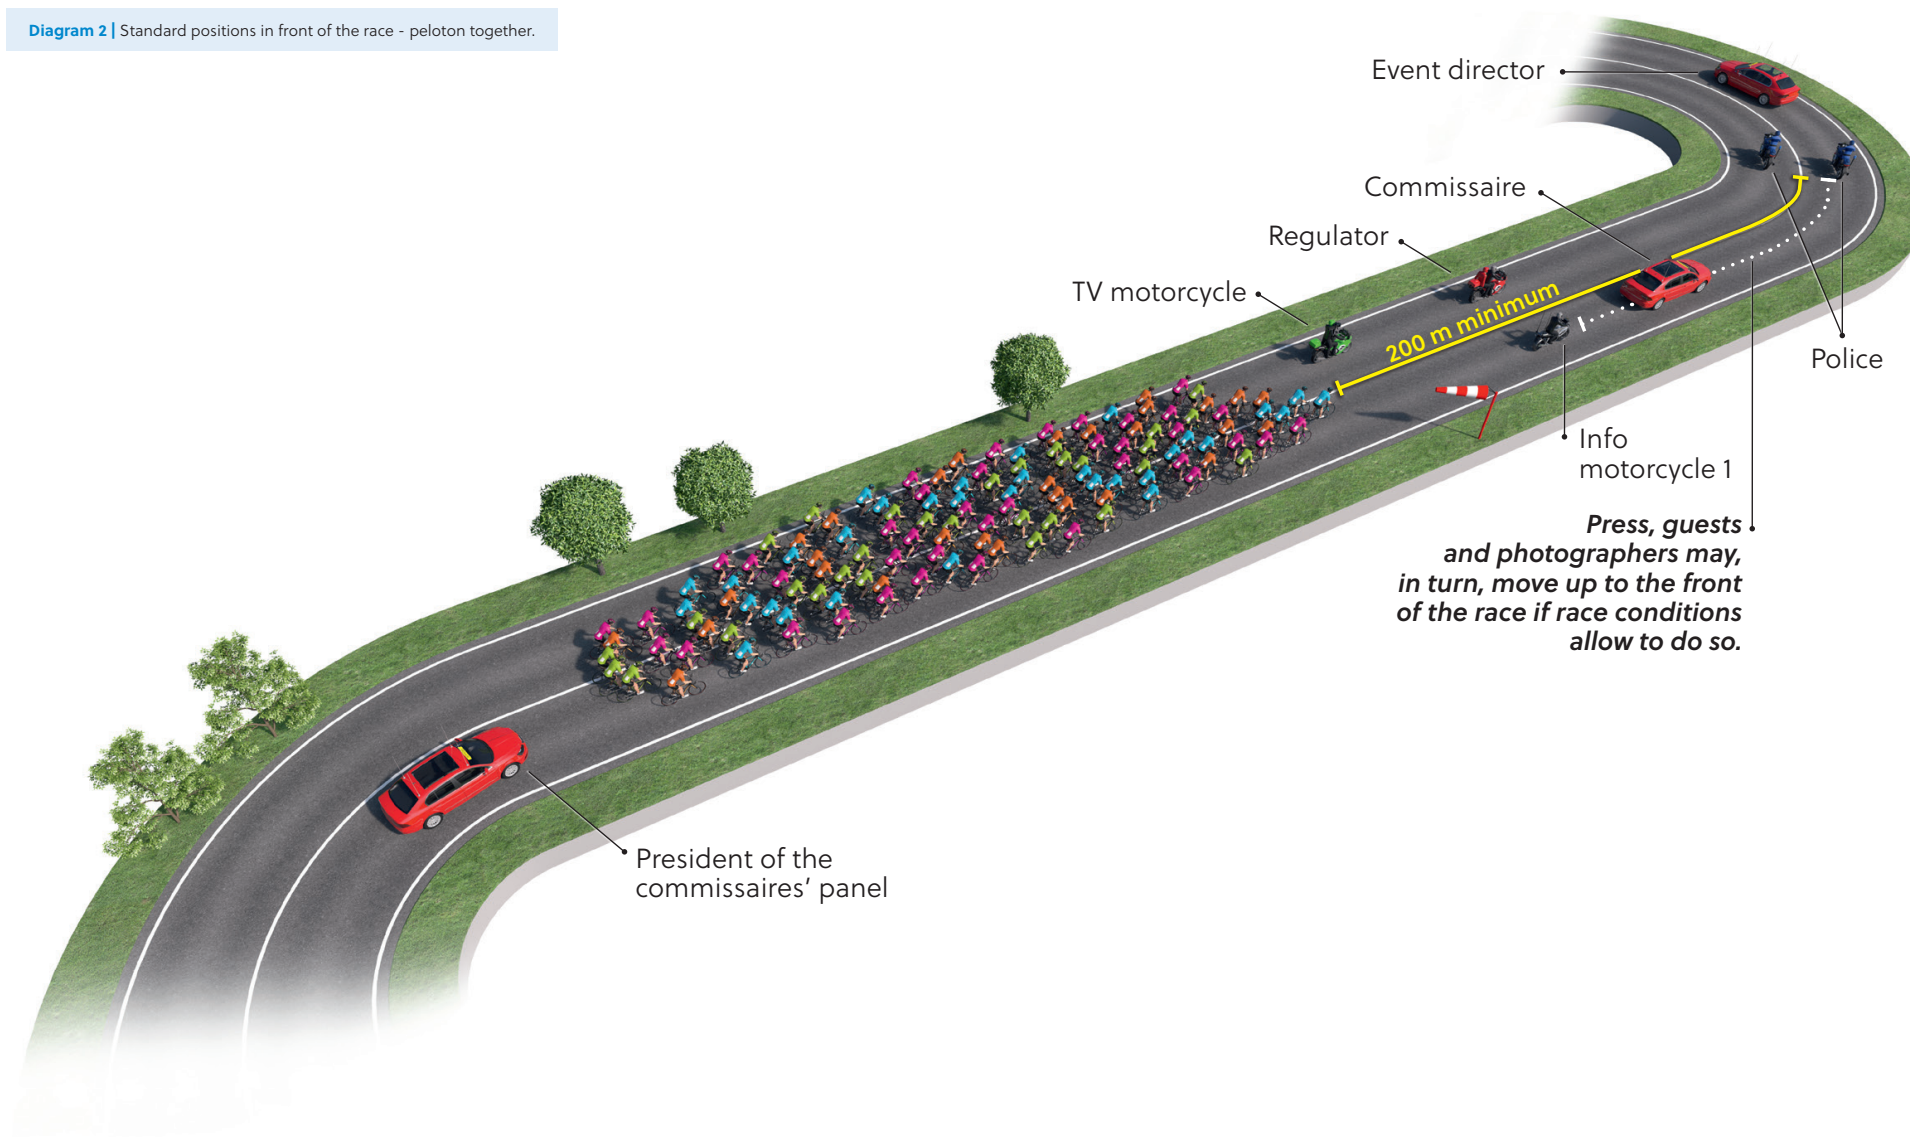 Diagram 2 | Standard positions in front of the race - peloton together.
Event director
Commissaire
Regulator
TV motorcycle
200 m minimum
Police
Info
motorcycle 1
Press, guests
and photographers may,
in turn, move up to the front
of the race if race conditions
allow to do so.
President of the
commissaires’ panel